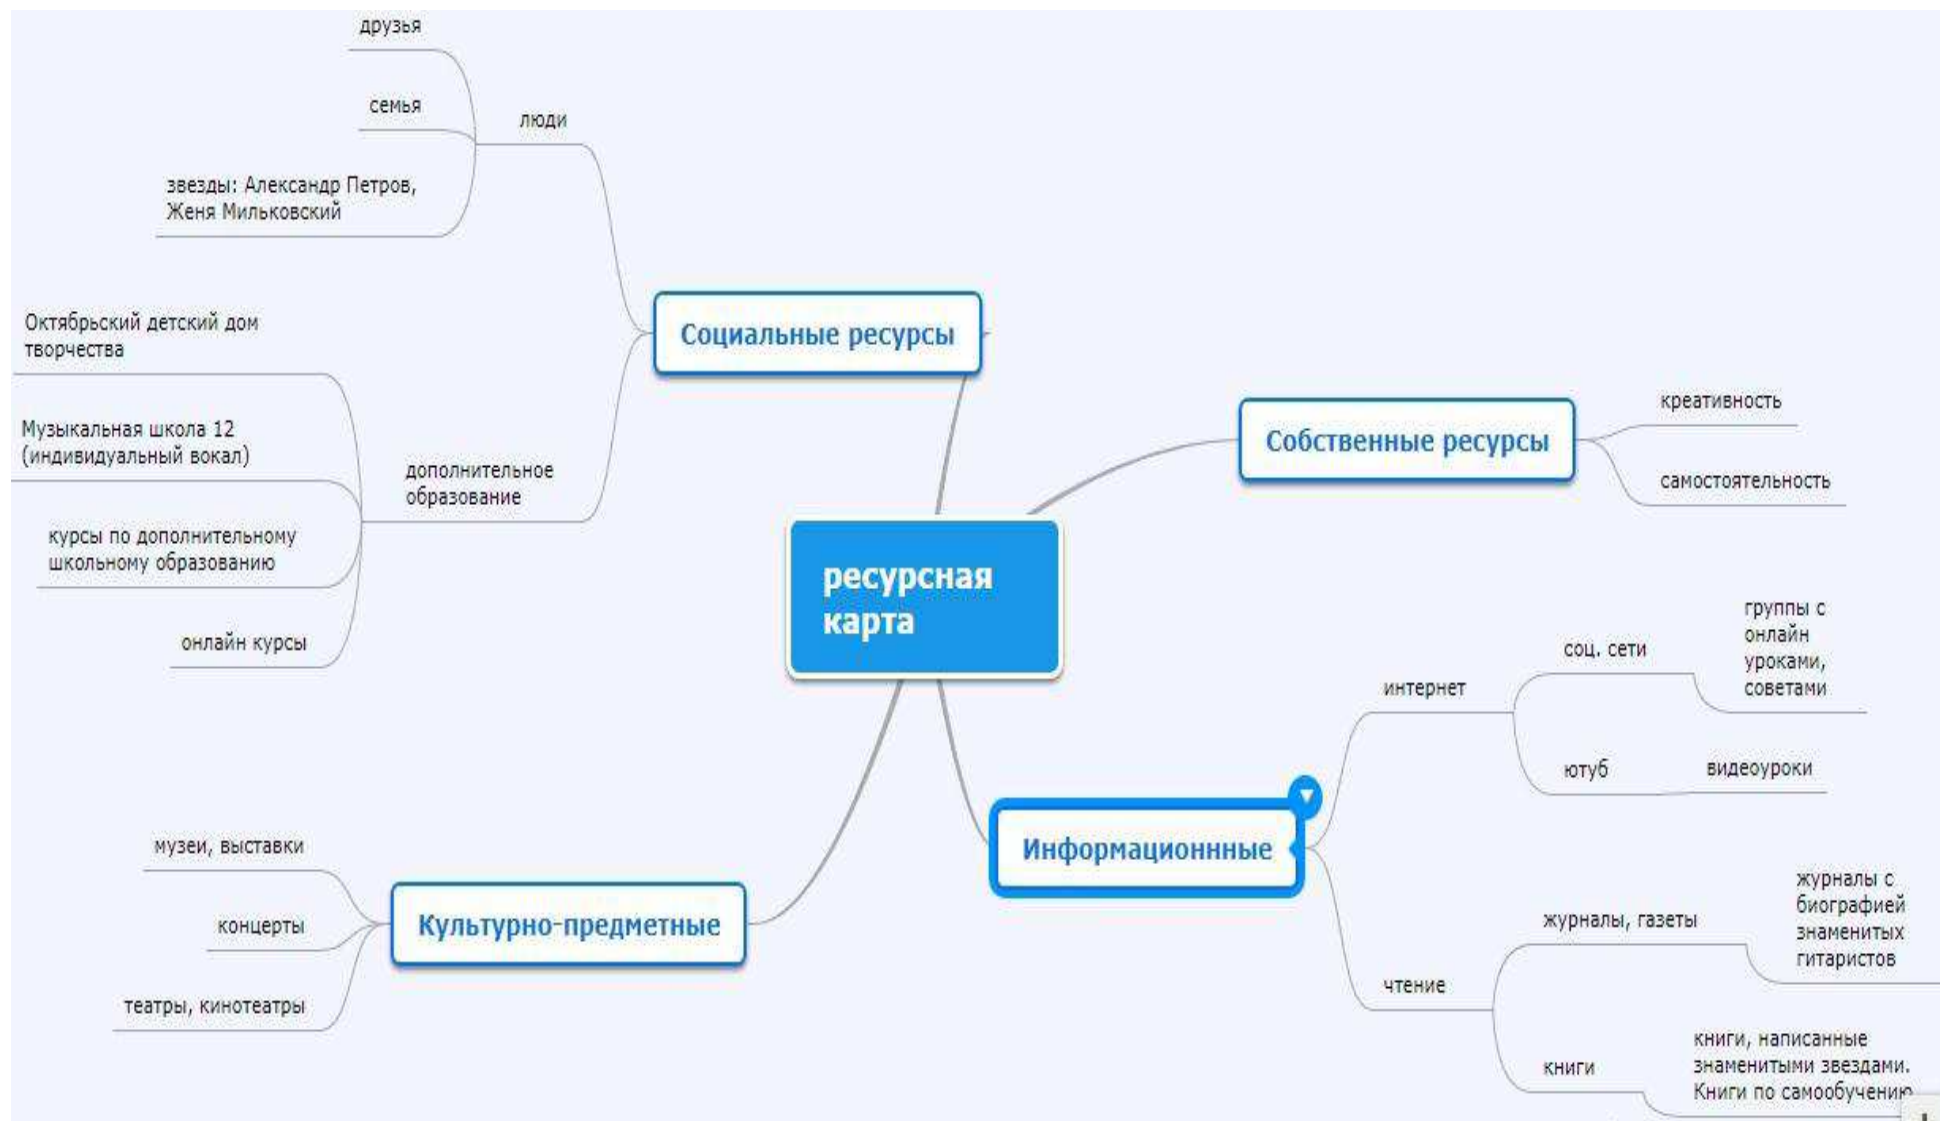 друзья
семья
люди
звезды: Александр Петров,
Женя Мильковский
Социальные ресурсы
Октябрьский детский дом
творчества
Музыкальная школа 12
(индивидуальный вокал)
дополнительное
образование
курсы по дополнительному
школьному образованию
онлайн курсы
Собственные ресурсы
креативность
самостоятельность
ресурсная
карта
Информационнные
интернет
соц. сети
группы с
онлайн
уроками,
советами
ютуб
видеоуроки
чтение
журналы, газеты
журналы с
биографией
знаменитых
гитаристов
книги
книги, написанные
знаменитыми звездами.
Книги по самообучению
Культурно-предметные
музеи, выставки
концерты
театры, кинотеатры